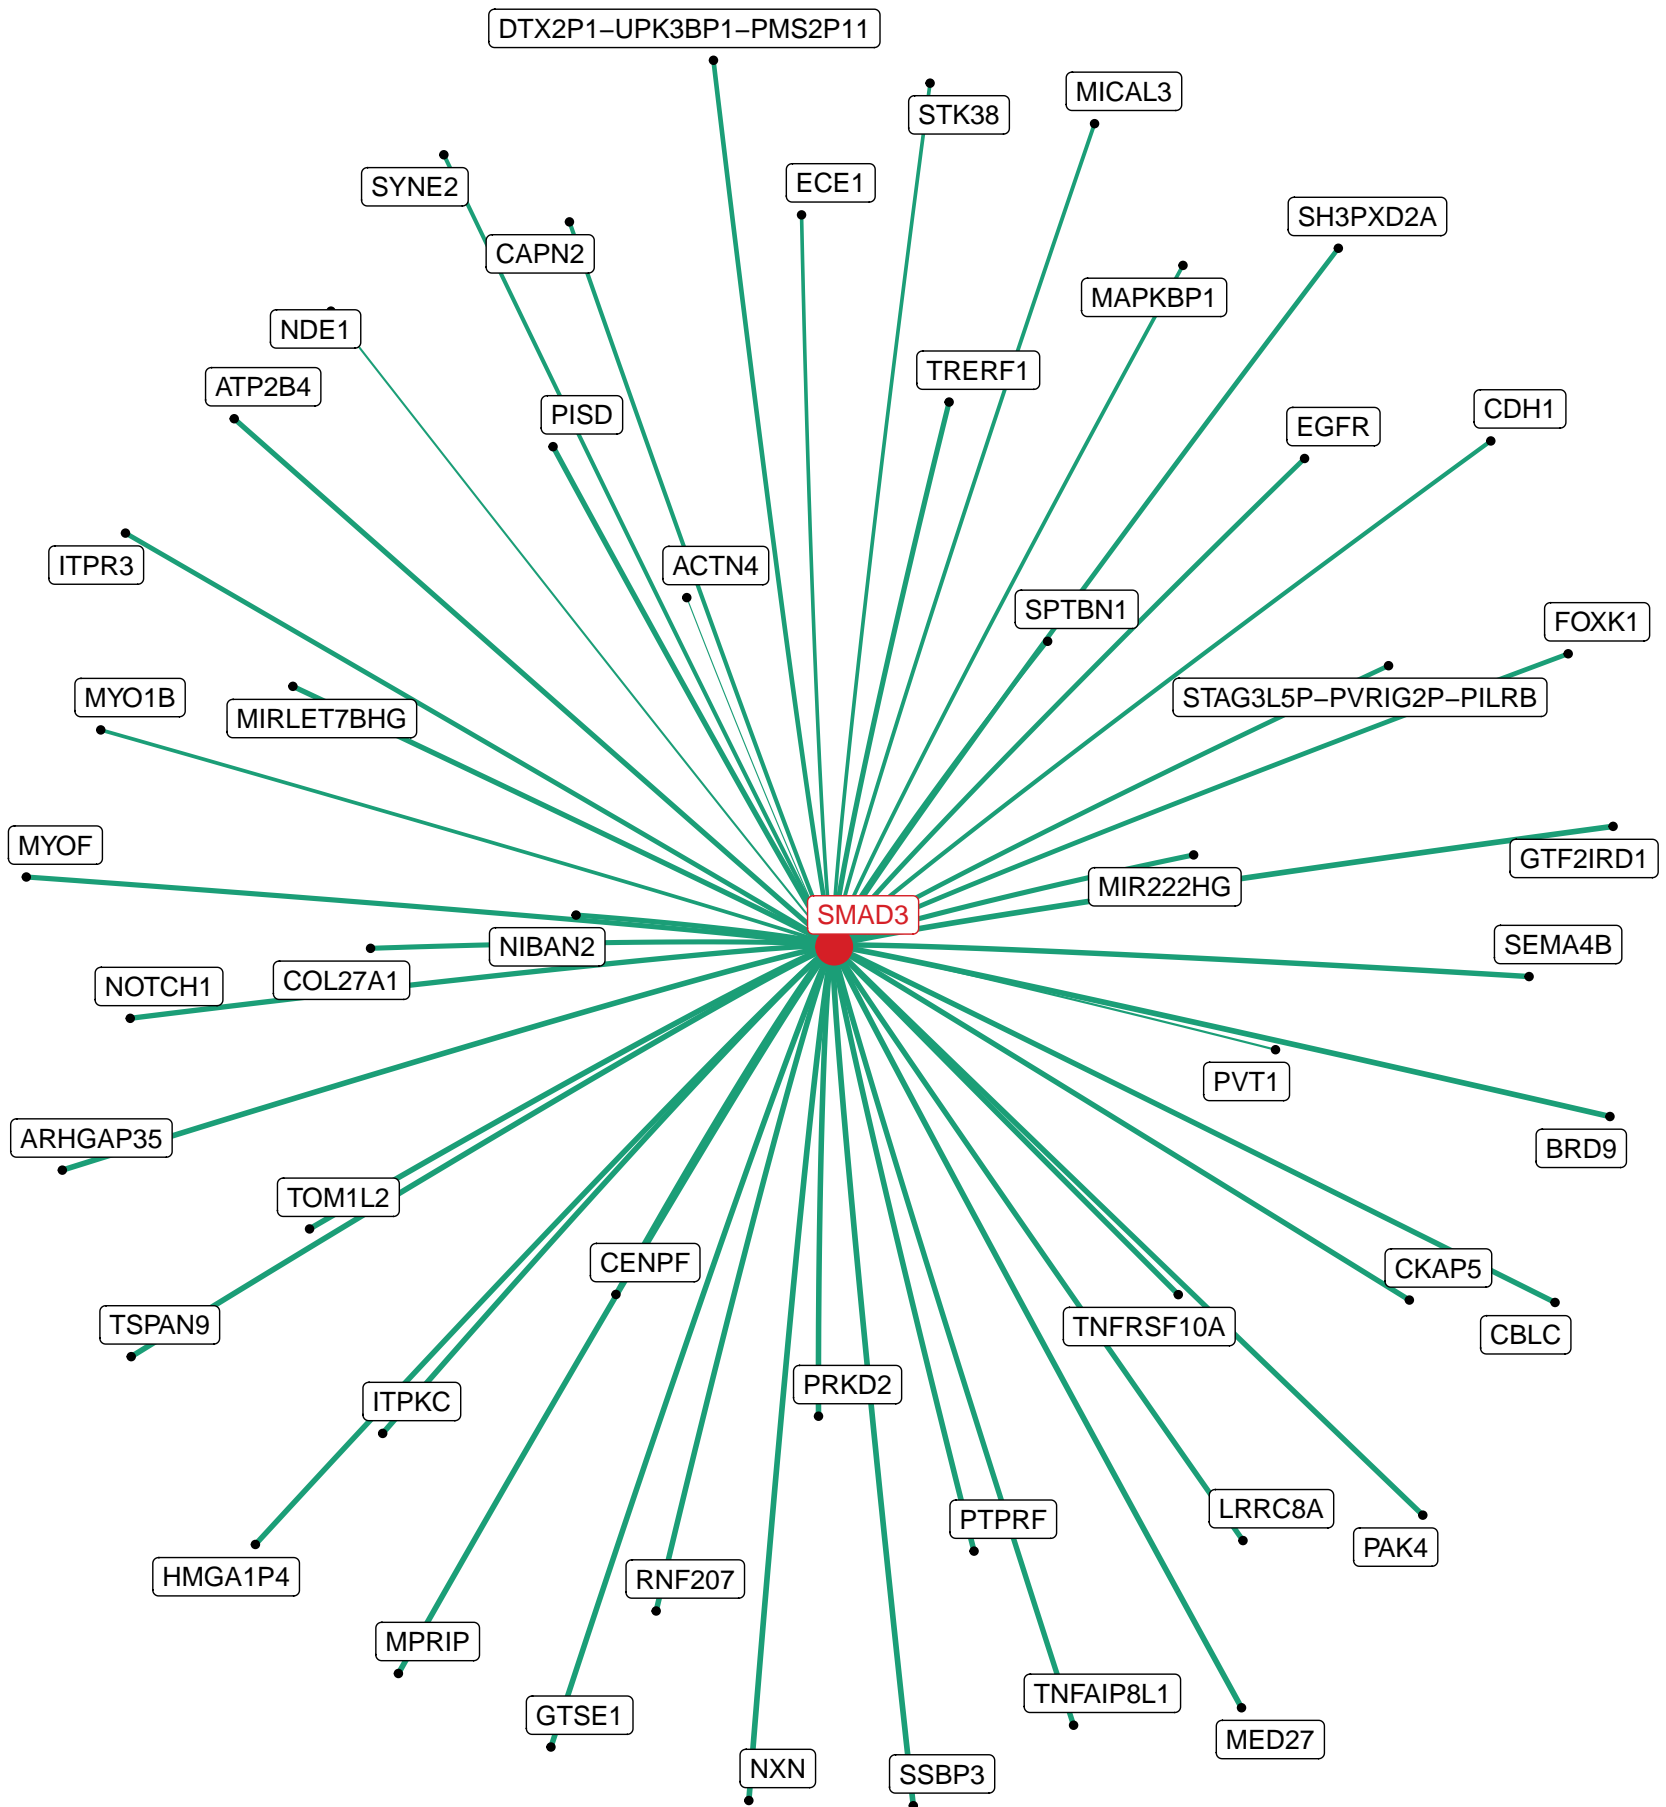 DTX2P1−UPK3BP1−PMS2P11
MICAL3
STK38
ECE1
SYNE2
SH3PXD2A
CAPN2
MAPKBP1
NDE1
TRERF1
ATP2B4
CDH1
PISD
EGFR
ITPR3
ACTN4
SPTBN1
FOXK1
MYO1B
STAG3L5P−PVRIG2P−PILRB
MIRLET7BHG
MYOF
GTF2IRD1
MIR222HG
SMAD3
SEMA4B
NIBAN2
COL27A1
NOTCH1
PVT1
ARHGAP35
BRD9
TOM1L2
CENPF
CKAP5
TSPAN9
TNFRSF10A
CBLC
PRKD2
ITPKC
LRRC8A
PTPRF
PAK4
HMGA1P4
RNF207
MPRIP
TNFAIP8L1
GTSE1
MED27
NXN
SSBP3